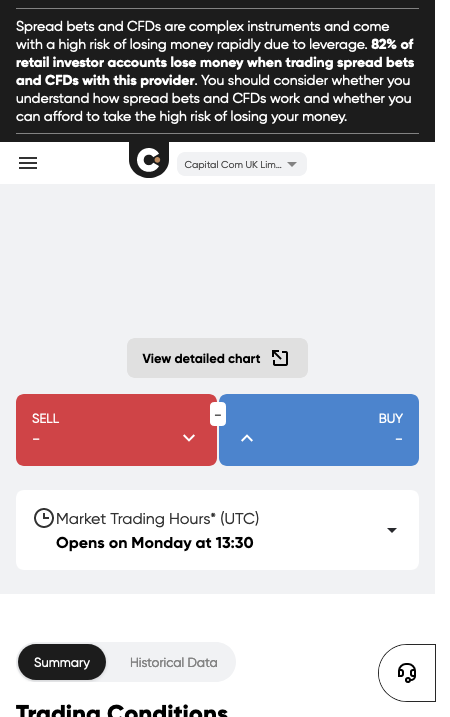 Spread bets and CFDs are complex instruments and come
with a high risk of losing money rapidly due to leverage. 82% of
retail investor accounts lose money when trading spread bets
and CFDs with this provider. You should consider whether you
understand how spread bets and CFDs work and whether you
can afford to take the high risk of losing your money.
Capital Com UK Lim...
View detailed chart
SELL
-
-
BUY
-
Market Trading Hours* (UTC)
Opens on Monday at 13:30
Summary
Historical Data
Trading Conditions